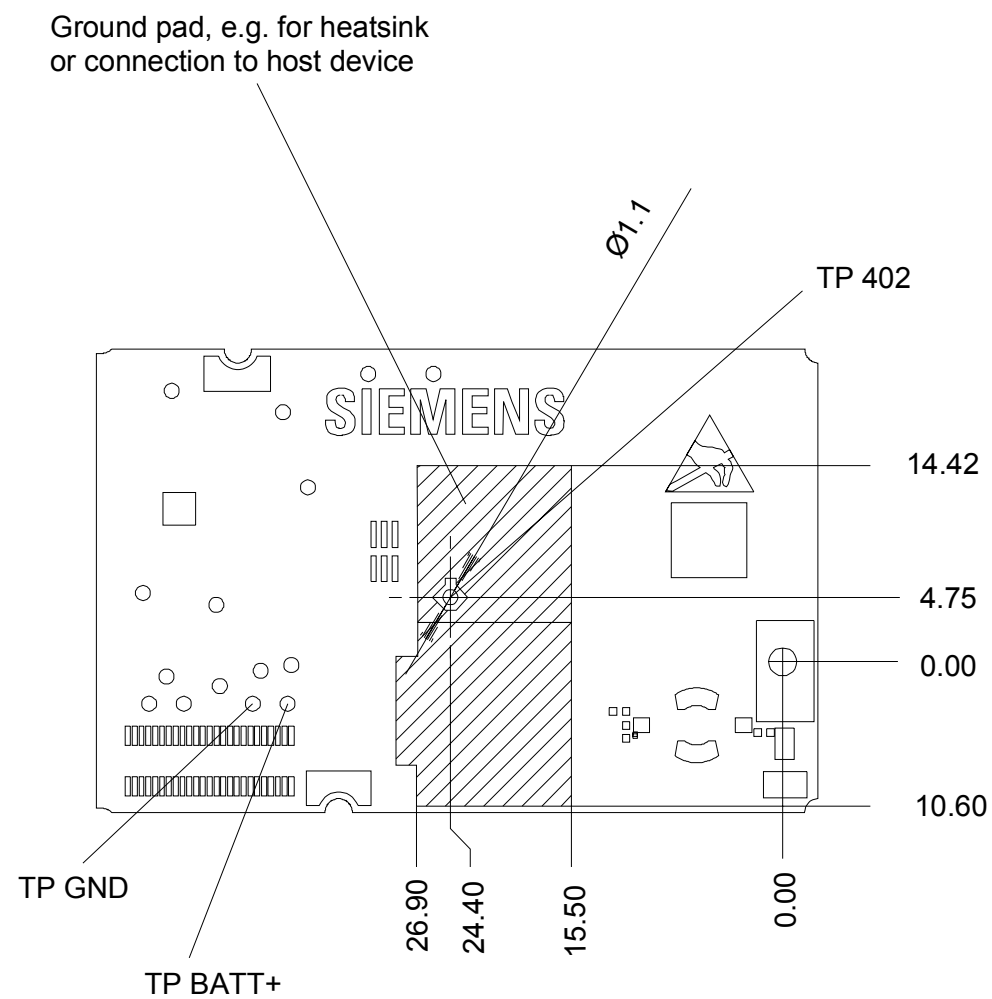 Ground pad, e.g. for heatsink
or connection to host device
Ø1.1
TP 402
SIEMENS
14.42
4.75
0.00
10.60
TP GND
26.90
24.40
15.50
0.00
TP BATT+